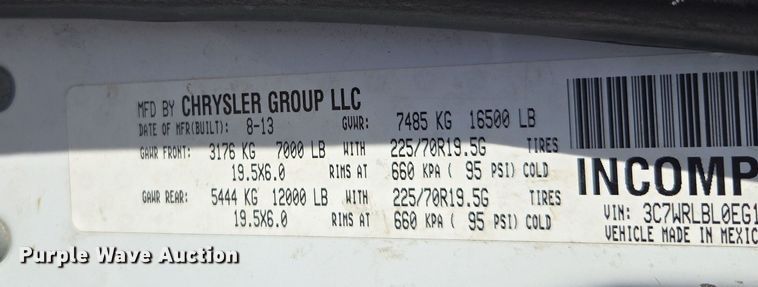 MFD BY CHRYSLER GROUP LLC
DATE OF MFR(BUILT): 8-13 GVWR: 7485 KG 16500 LB
GAWR FRONT: 3176 KG 7000 LB WITH 225/70R19.5G TIRES
19.5X6.0 RIMS AT 660 KPA ( 95 PSI) COLD
GAWR REAR: 5444 KG 12000 LB WITH 225/70R19.5G TIRES
19.5X6.0 RIMS AT 660 KPA ( 95 PSI) COLD
INCOMP
VIN: 3C7WRLBL0EG1
VEHICLE MADE IN MEXIC
Purple Wave Auction